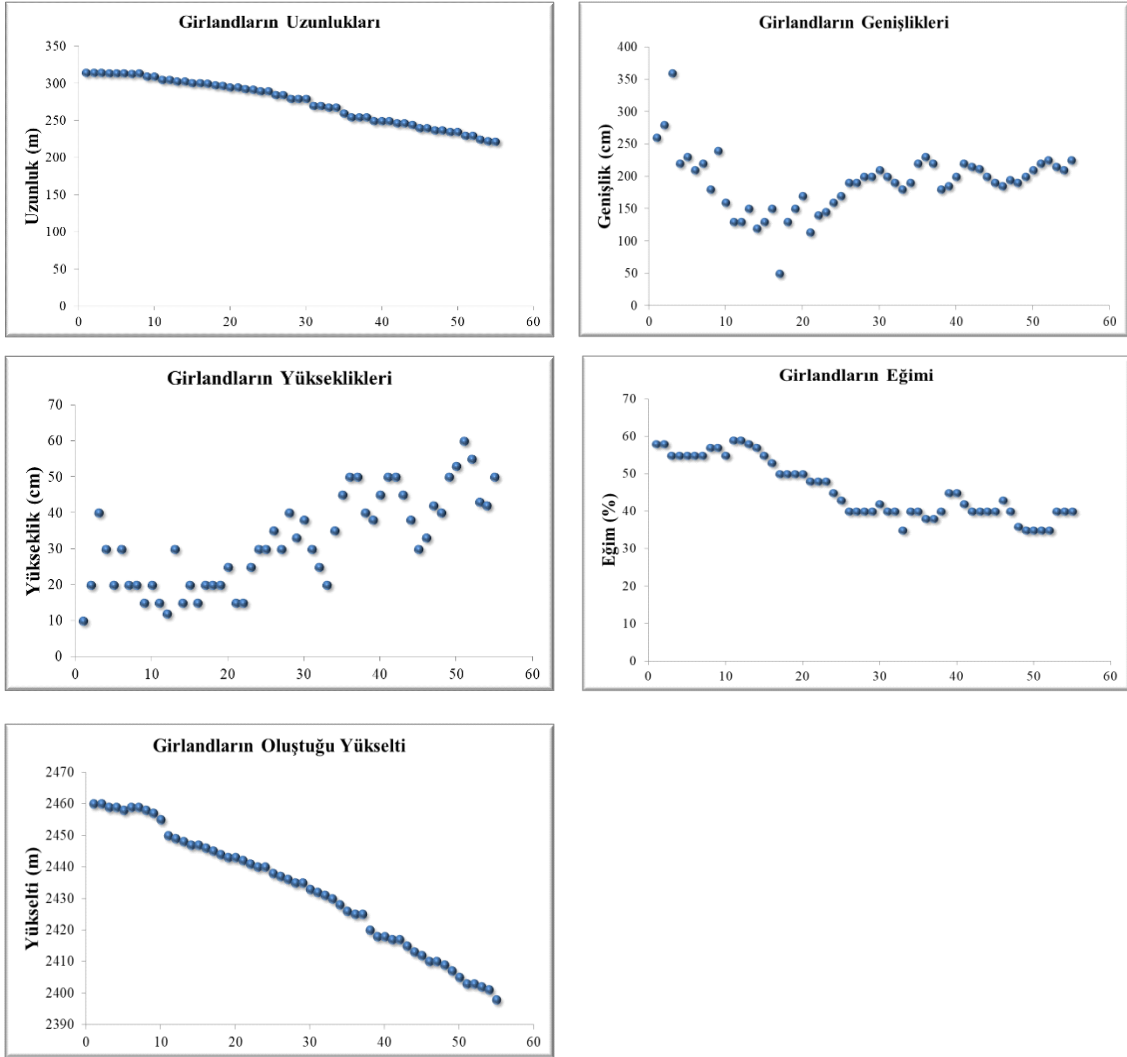 Girlandların Uzunlukları
Uzunluk (m)
350
300
250
200
150
100
50
0
0 10 20 30 40 50 60
Girlandların Genişlikleri
Genişlik (cm)
400
350
300
250
200
150
100
50
0
0 10 20 30 40 50 60
Girlandların Yükseklikleri
Yükseklik (cm)
70
60
50
40
30
20
10
0
0 10 20 30 40 50 60
Girlandların Eğimi
Eğim (%)
70
60
50
40
30
20
10
0
0 10 20 30 40 50 60
Girlandların Oluştuğu Yükselti
Yükselti (m)
2470
2460
2450
2440
2430
2420
2410
2400
2390
0 10 20 30 40 50 60